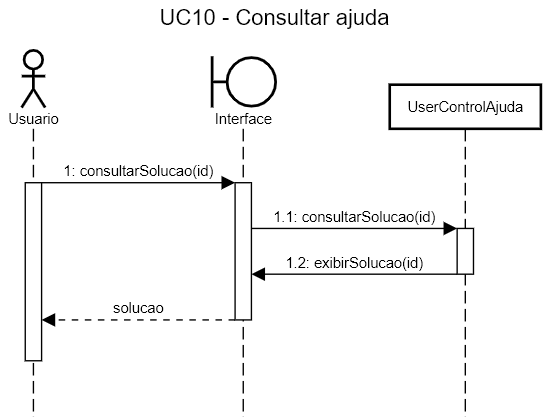 UC10 - Consultar ajuda
Usuario
Interface
UserControlAjuda
1: consultarSolucao(id)
1.1: consultarSolucao(id)
1.2: exibirSolucao(id)
solucao